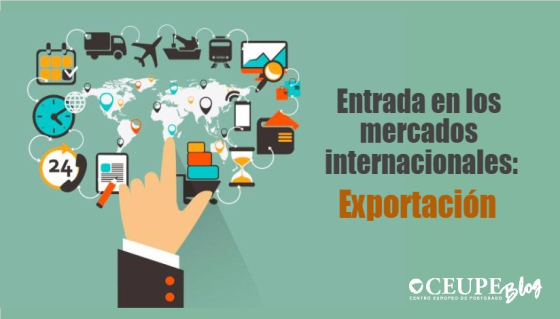 Entrada en los
mercados
internacionales:
Exportación
24
CEUPE Blog
CENTRO EUROPEO DE POSTGRADO